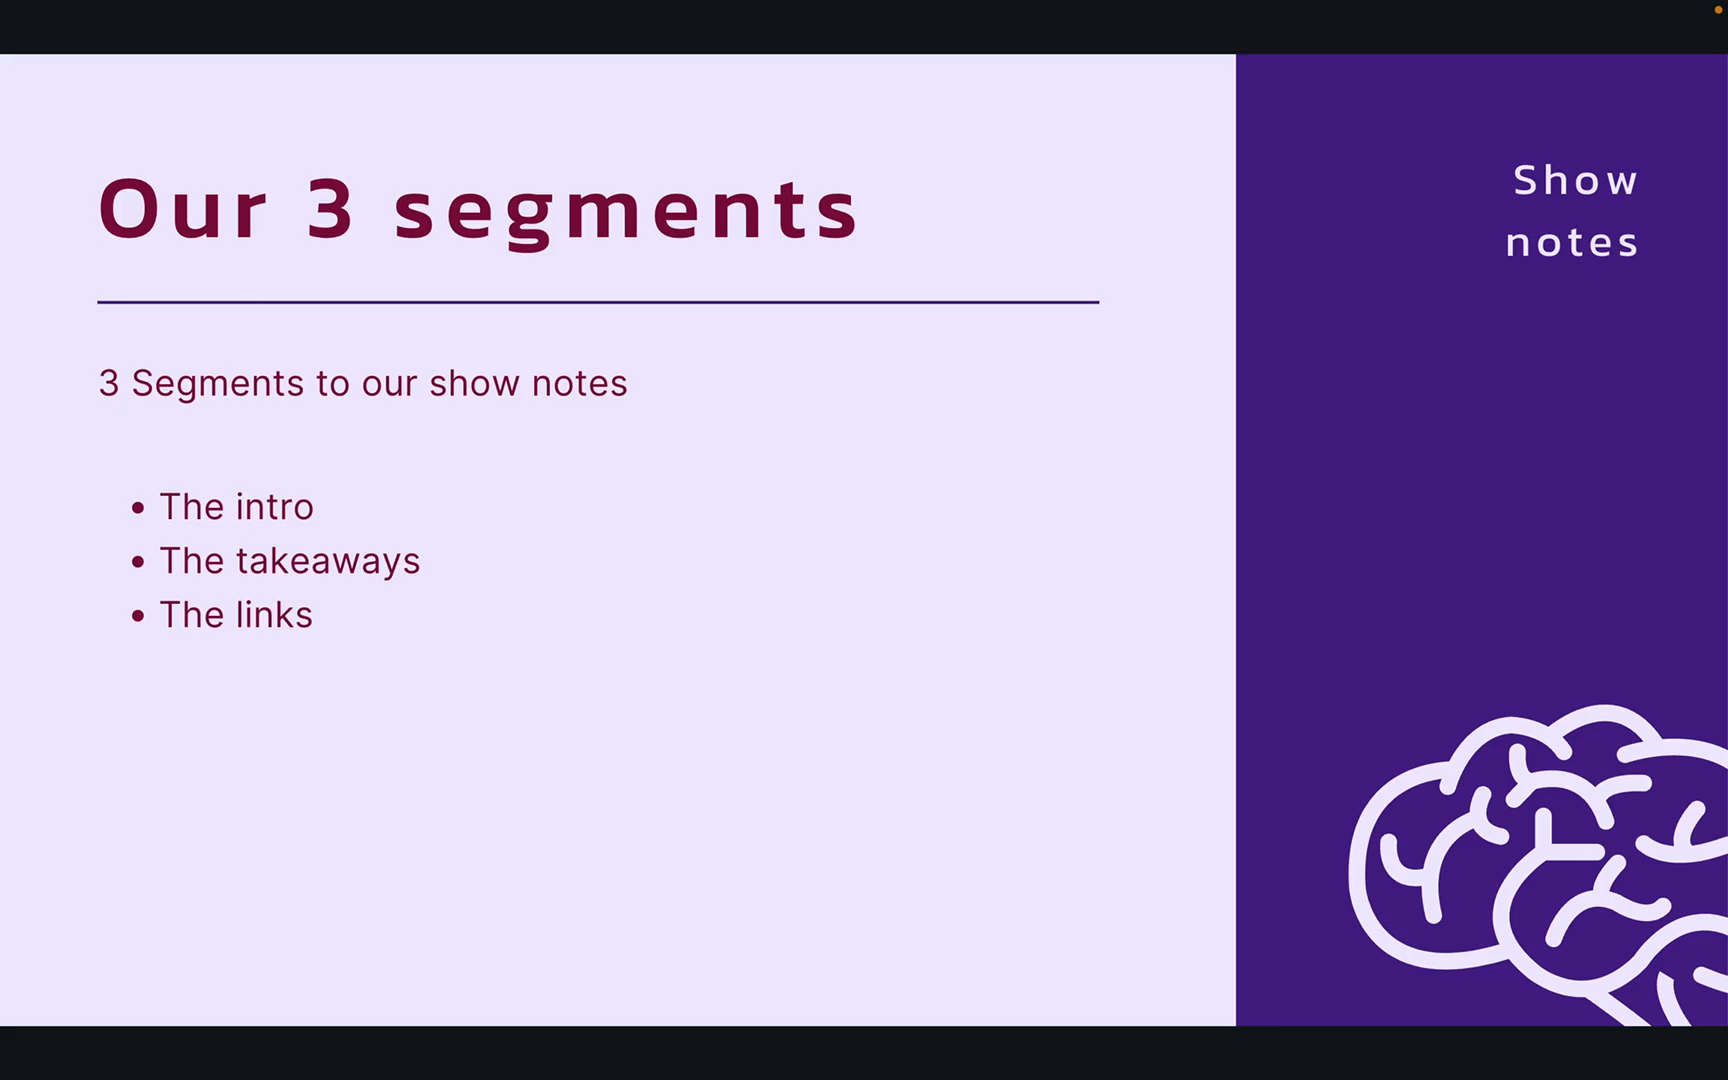 Our 3 segments
Show
notes
3 Segments to our show notes
• The intro
• The takeaways
• The links